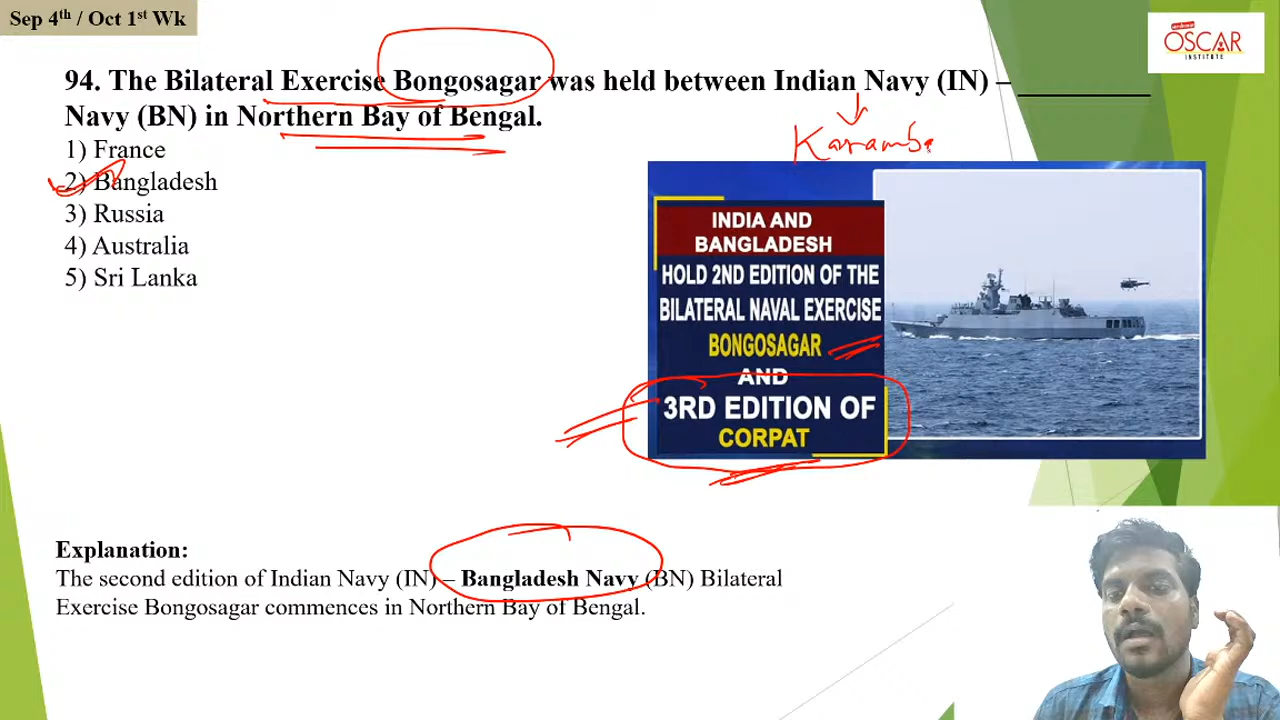 Sep 4th / Oct 1st Wk
OSCAR
INSTITUTE
94. The Bilateral Exercise Bongosagar was held between Indian Navy (IN) – __________
Navy (BN) in Northern Bay of Bengal.
Karamb
1) France
2) Bangladesh
3) Russia
4) Australia
5) Sri Lanka
INDIA AND
BANGLADESH
HOLD 2ND EDITION OF THE
BILATERAL NAVAL EXERCISE
BONGOSAGAR
AND
3RD EDITION OF
CORPAT
Explanation:
The second edition of Indian Navy (IN) – Bangladesh Navy (BN) Bilateral
Exercise Bongosagar commences in Northern Bay of Bengal.